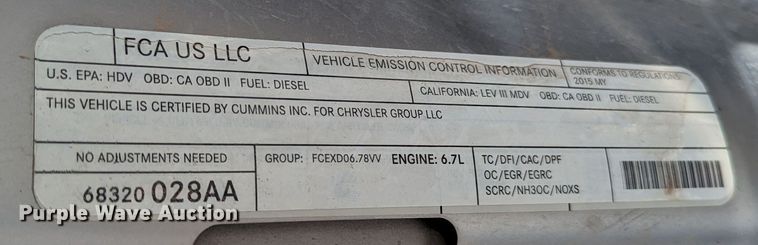 FCA US LLC
VEHICLE EMISSION CONTROL INFORMATION
CONFORMS TO REGULATIONS:
2015 MY
U.S. EPA: HDV OBD: CA OBD II FUEL: DIESEL
CALIFORNIA: LEV III MDV OBD: CA OBD II FUEL: DIESEL
THIS VEHICLE IS CERTIFIED BY CUMMINS INC. FOR CHRYSLER GROUP LLC
NO ADJUSTMENTS NEEDED
68320 028AA
GROUP: FCEXD06.78VV ENGINE: 6.7L
TC/DFI/CAC/DPF
OC/EGR/EGRC
SCRC/NH3OC/NOXS
Purple Wave Auction